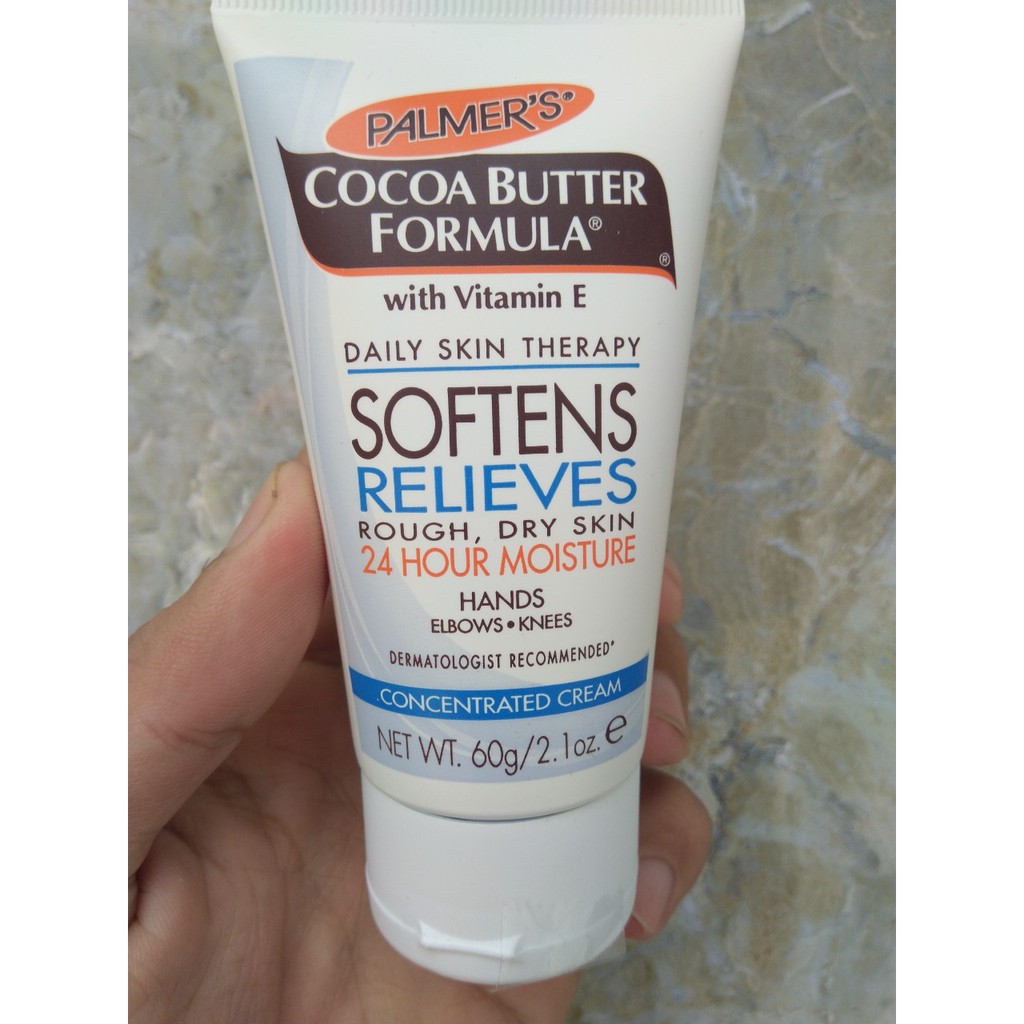 PALMER'S®
COCOA BUTTER
FORMULA®
®
with Vitamin E
DAILY SKIN THERAPY
SOFTENS
RELIEVES
ROUGH, DRY SKIN
24 HOUR MOISTURE
HANDS
ELBOWS • KNEES
DERMATOLOGIST RECOMMENDED*
CONCENTRATED CREAM
NET WT. 60g/2.1oz. ℮